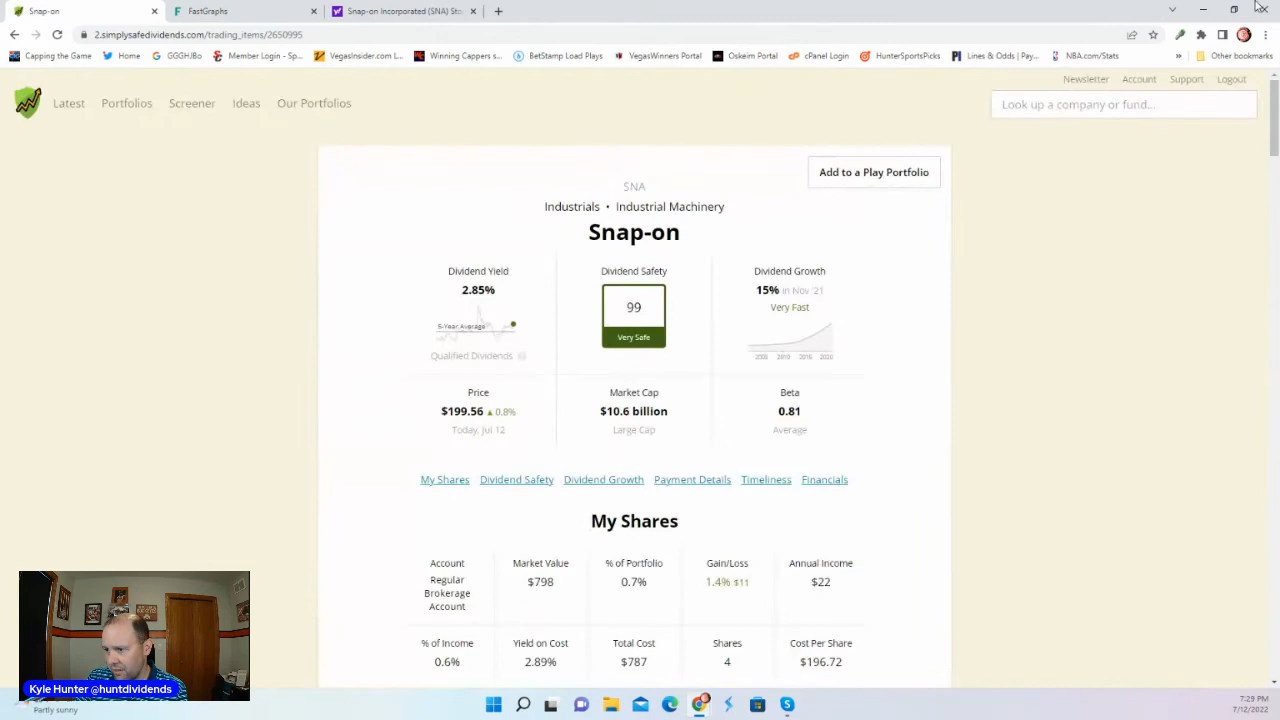 Snap-on
FastGraphs
Snap-on Incorporated (SNA) Sto
2.simplysafedividends.com/trading_items/2650995
Capping the Game
Home
GGGHJBo
Member Login - Sp...
VegasInsider.com L...
Winning Cappers s...
BetStamp Load Plays
VegasWinners Portal
Oskeim Portal
cPanel Login
HunterSportsPicks
Lines & Odds | Pay...
NBA.com/Stats
»
Other bookmarks
Newsletter Account Support Logout
Latest Portfolios Screener Ideas Our Portfolios
Look up a company or fund...
Add to a Play Portfolio
SNA
Industrials • Industrial Machinery
Snap-on
Dividend Yield
2.85%
5-Year Average
Qualified Dividends
Dividend Safety
99
Very Safe
Dividend Growth
15% in Nov '21
Very Fast
Price
$199.56 ▲ 0.8%
Today, Jul 12
Market Cap
$10.6 billion
Large Cap
Beta
0.81
Average
My Shares Dividend Safety Dividend Growth Payment Details Timeliness Financials
My Shares
Account
Regular
Brokerage
Account
Market Value
$798
% of Portfolio
0.7%
Gain/Loss
1.4% $11
Annual Income
$22
% of Income
0.6%
Yield on Cost
2.89%
Total Cost
$787
Shares
4
Cost Per Share
$196.72
Kyle Hunter @huntdividends
Partly sunny
7:29 PM
7/12/2022